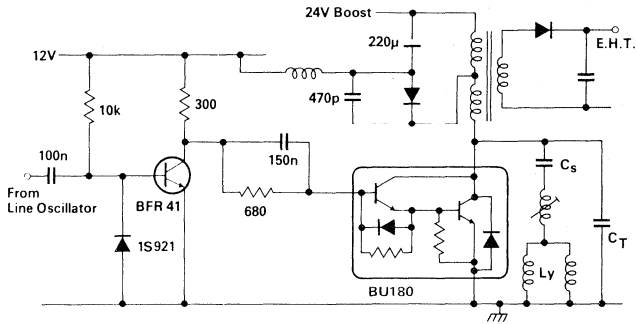 24V Boost
12V
220μ
E.H.T.
10k
300
470p
100n
150n
From
Line Oscillator
BFR 41
680
1S921
BU180
Cs
Ly
CT